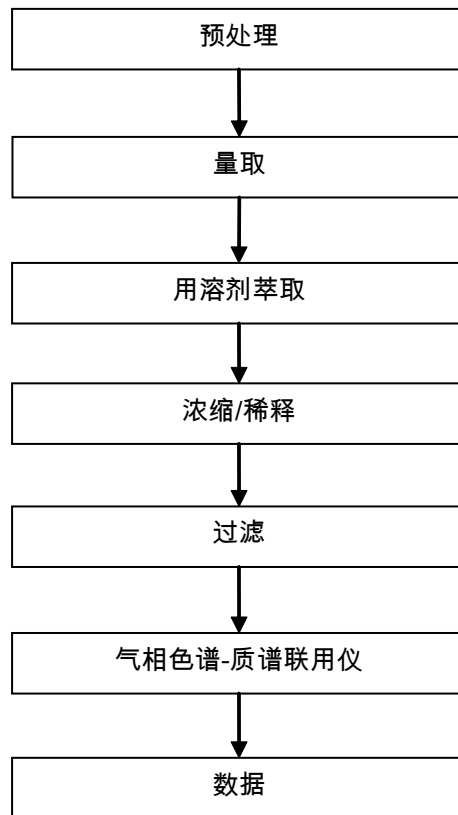 预处理
量取
用溶剂萃取
浓缩/稀释
过滤
气相色谱-质谱联用仪
数据